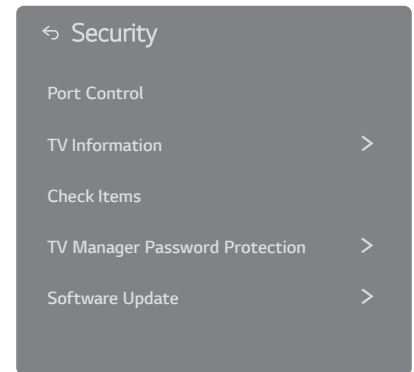 Security
Port Control
TV Information
Check Items
TV Manager Password Protection
Software Update